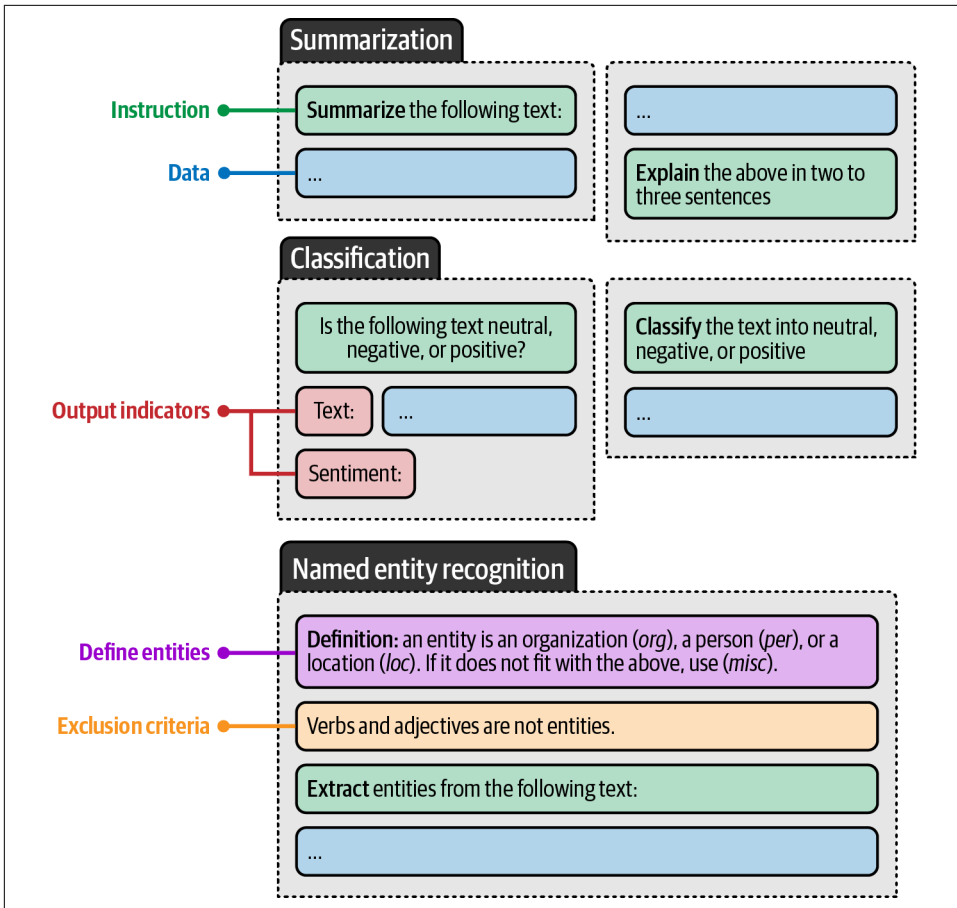 Summarization
Instruction
Summarize the following text:
Data
...
...
Explain the above in two to
three sentences
Classification
Is the following text neutral,
negative, or positive?
Output indicators
Text:
...
Sentiment:
Classify the text into neutral,
negative, or positive
...
Named entity recognition
Define entities
Definition: an entity is an organization (org), a person (per), or a
location (loc). If it does not fit with the above, use (misc).
Exclusion criteria
Verbs and adjectives are not entities.
Extract entities from the following text:
...